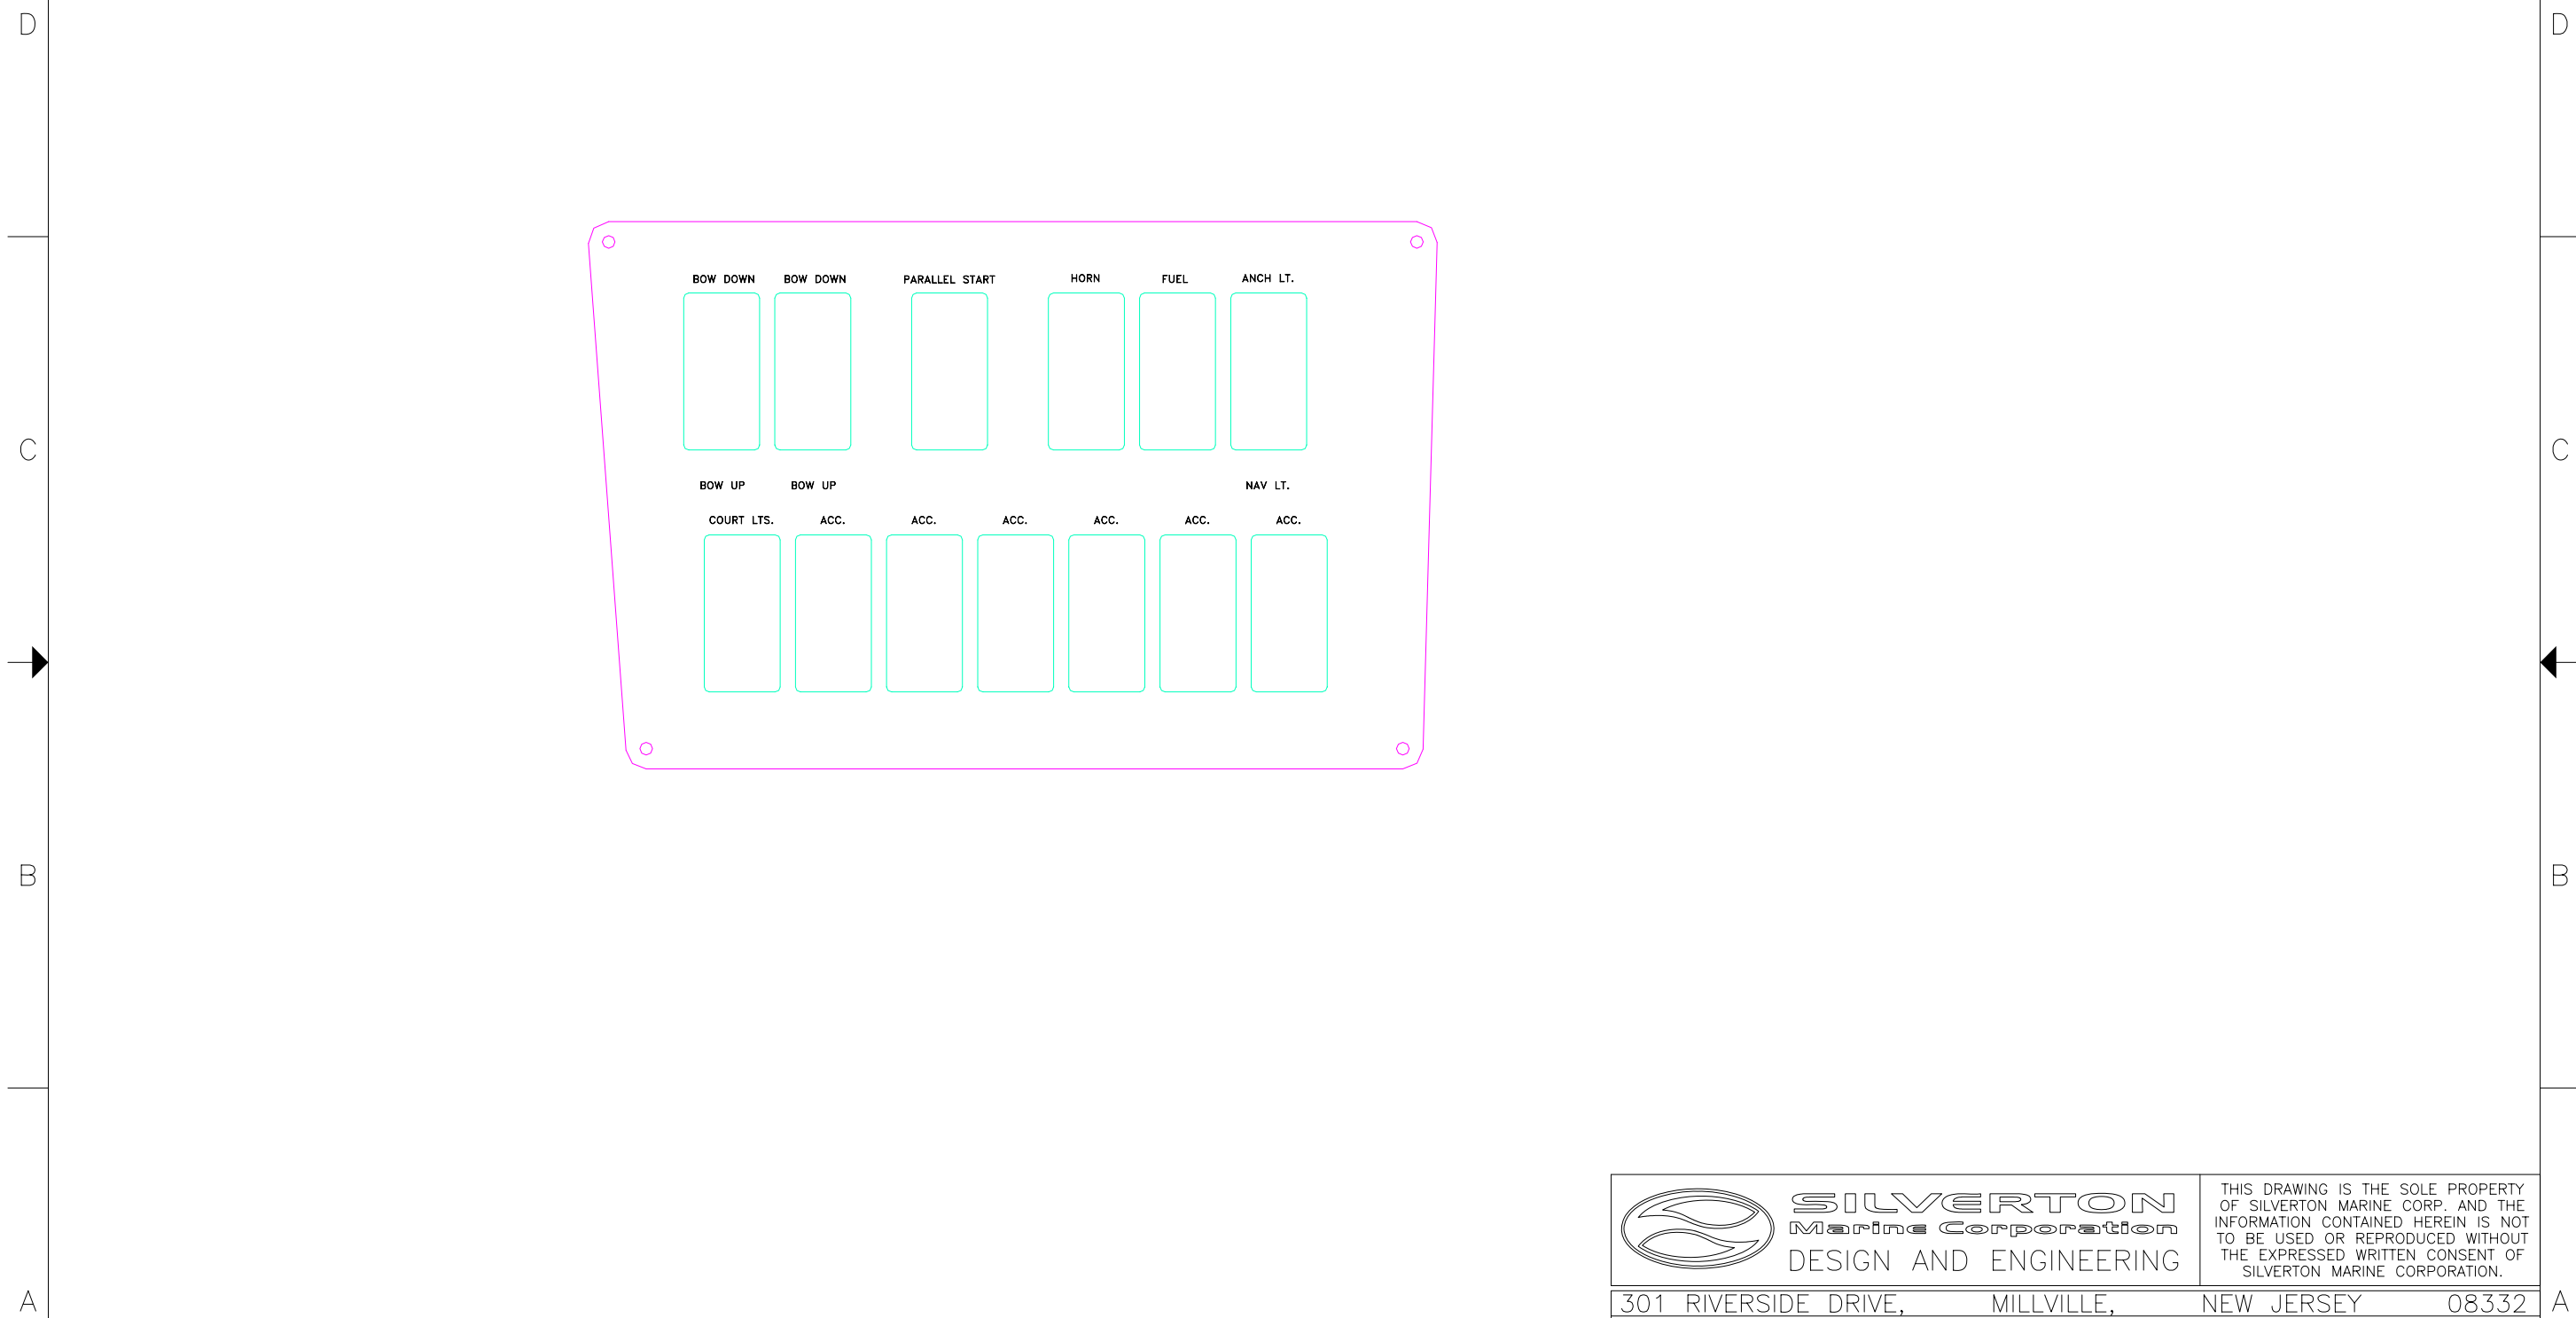 D D
BOW DOWN BOW DOWN PARALLEL START HORN FUEL ANCH LT.
C C
BOW UP BOW UP NAV LT.
COURT LTS. ACC. ACC. ACC. ACC. ACC. ACC.
B B
SILVERTON
Marine Corporation
DESIGN AND ENGINEERING
THIS DRAWING IS THE SOLE PROPERTY
OF SILVERTON MARINE CORP. AND THE
INFORMATION CONTAINED HEREIN IS NOT
TO BE USED OR REPRODUCED WITHOUT
THE EXPRESSED WRITTEN CONSENT OF
SILVERTON MARINE CORPORATION.
A A
301 RIVERSIDE DRIVE, MILLVILLE, NEW JERSEY 08332